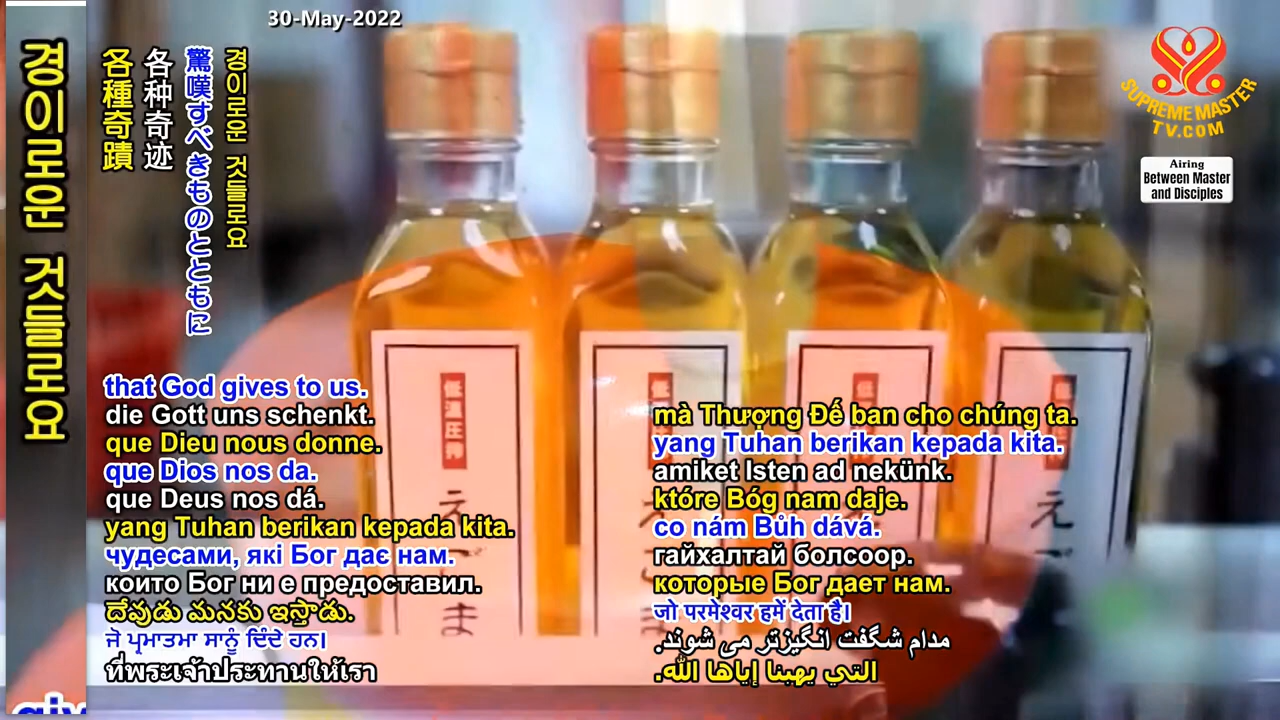 30-May-2022
경이로운 것들로요
各種奇蹟
各种奇迹
驚嘆すべきものとともに
경이로운 것들로요
SUPREME MASTER
TV.COM
Airing
Between Master
and Disciples
低温圧搾
えごま
that God gives to us.
die Gott uns schenkt.
que Dieu nous donne.
que Dios nos da.
que Deus nos dá.
yang Tuhan berikan kepada kita.
чудесами, які Бог дає нам.
които Бог ни е предоставил.
దేవుడు మనకు ఇస్తాడు.
ਜੋ ਪ੍ਰਮਾਤਮਾ ਸਾਨੂੰ ਦਿੰਦੇ ਹਨ।
ที่พระเจ้าประทานให้เรา
mà Thượng Đế ban cho chúng ta.
yang Tuhan berikan kepada kita.
amiket Isten ad nekünk.
które Bóg nam daje.
co nám Bůh dává.
гайхалтай болсоор.
которые Бог дает нам.
जो परमेश्वर हमें देता है।
مدام شگفت انگیزتر می شوند.
التي يهبنا إياها الله.